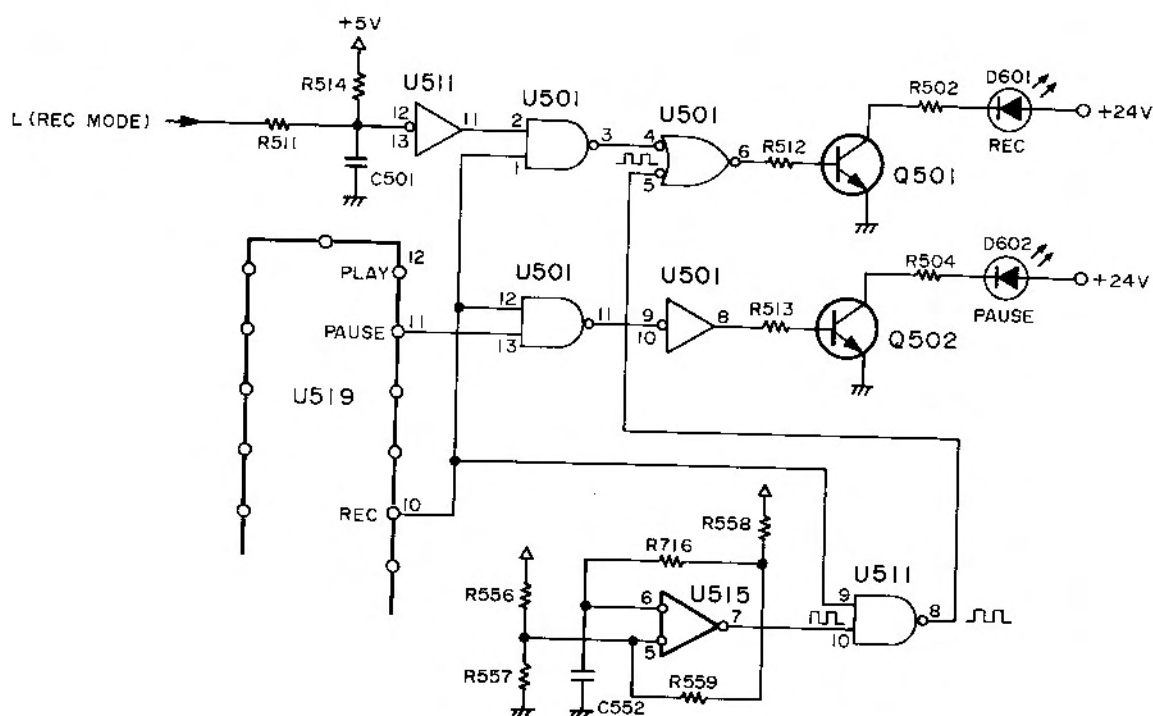 +5V
R514
U511
12
13
11
L (REC MODE)
R511
C501
U501
2
1
3
U501
4
5
6
R512
Q501
R502
D601
REC
+24V
PLAY
12
PAUSE
11
U519
REC
10
U501
12
13
11
U501
9
10
8
R513
Q502
R504
D602
PAUSE
+24V
R558
R716
R556
R557
U515
6
5
7
R559
C552
U511
9
10
8